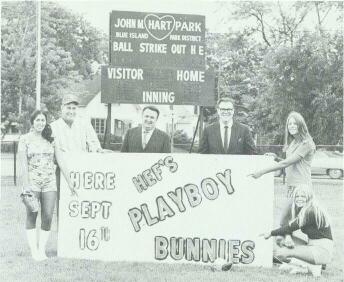 JOHN M. HART PARK
BLUE ISLAND PARK DISTRICT
BALL STRIKE OUT H E
VISITOR HOME
INNING
HERE
SEPT
16TH
HEF'S
PLAYBOY
BUNNIES